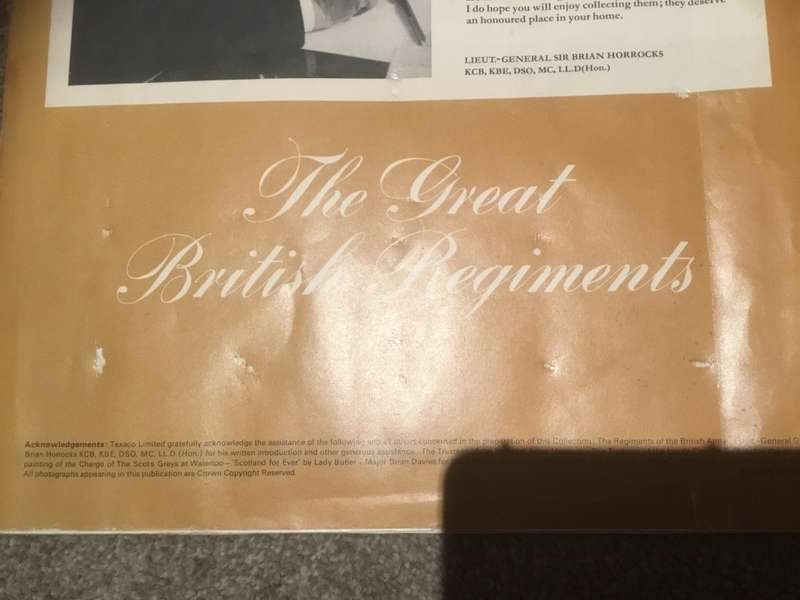 I do hope you will enjoy collecting them; they deserve
an honoured place in your home.
LIEUT.-GENERAL SIR BRIAN HORROCKS
KCB, KBE, DSO, MC, LL.D(Hon.)
The Great
British Regiments
Acknowledgements: Texaco Limited gratefully acknowledge the assistance of the following and all others concerned in the preparation of this Collection: The Regiments of the British Army
Brian Horrocks KCB, KBE, DSO, MC, LL.D (Hon.) for his written introduction and other generous assistance · The
painting of the Charge of The Scots Greys at Waterloo – 'Scotland for Ever' by Lady Butler · Major Brian Davies for
All photographs appearing in this publication are Crown Copyright Reserved.